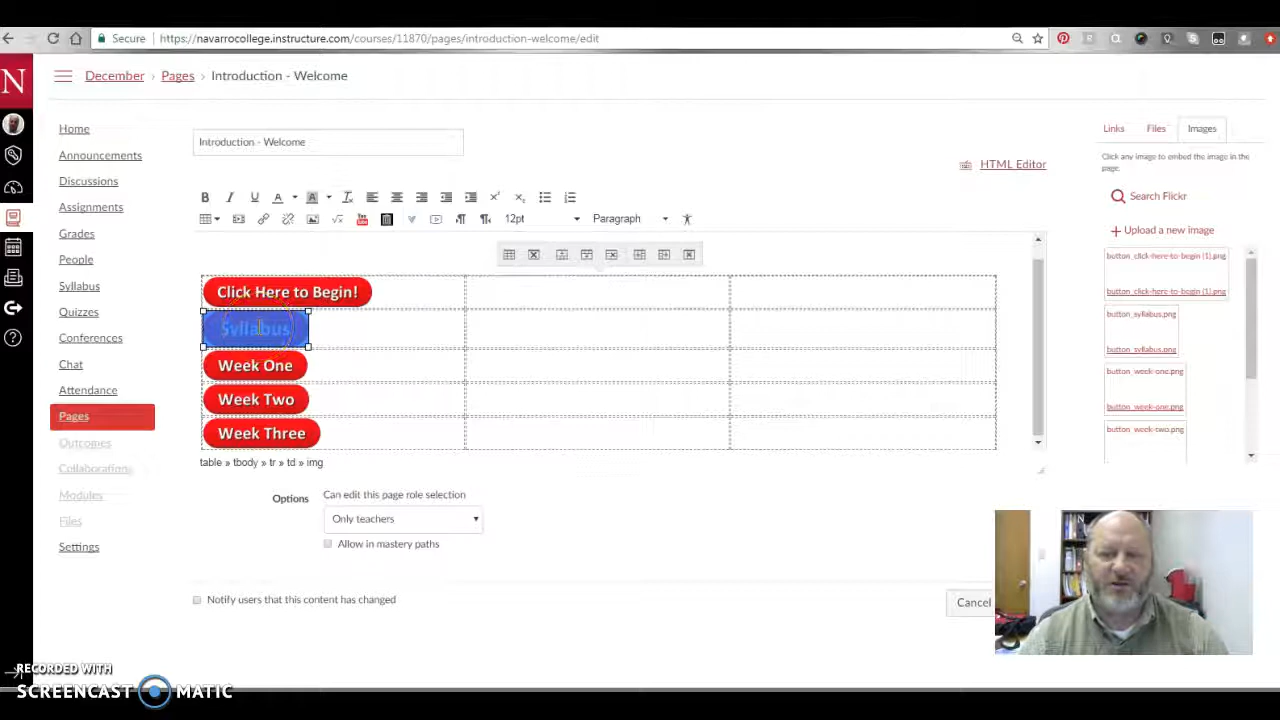 Secure
https://navarrocollege.instructure.com/courses/11870/pages/introduction-welcome/edit
N
December > Pages > Introduction - Welcome
Home
Announcements
Discussions
Assignments
Grades
People
Syllabus
Quizzes
Conferences
Chat
Attendance
Pages
Outcomes
Collaborations
Modules
Files
Settings
Introduction - Welcome
HTML Editor
B I U A A
12pt Paragraph
Click Here to Begin!
Syllabus
Week One
Week Two
Week Three
table » tbody » tr » td » img
Options
Can edit this page role selection
Only teachers
Allow in mastery paths
Notify users that this content has changed
Cancel
Links Files Images
Click any image to embed the image in the
page.
Search Flickr
Upload a new image
button_click-here-to-begin (1).png
button_click-here-to-begin (1).png
button_syllabus.png
button_syllabus.png
button_week-one.png
button_week-one.png
button_week-two.png
RECORDED WITH
SCREENCAST MATIC